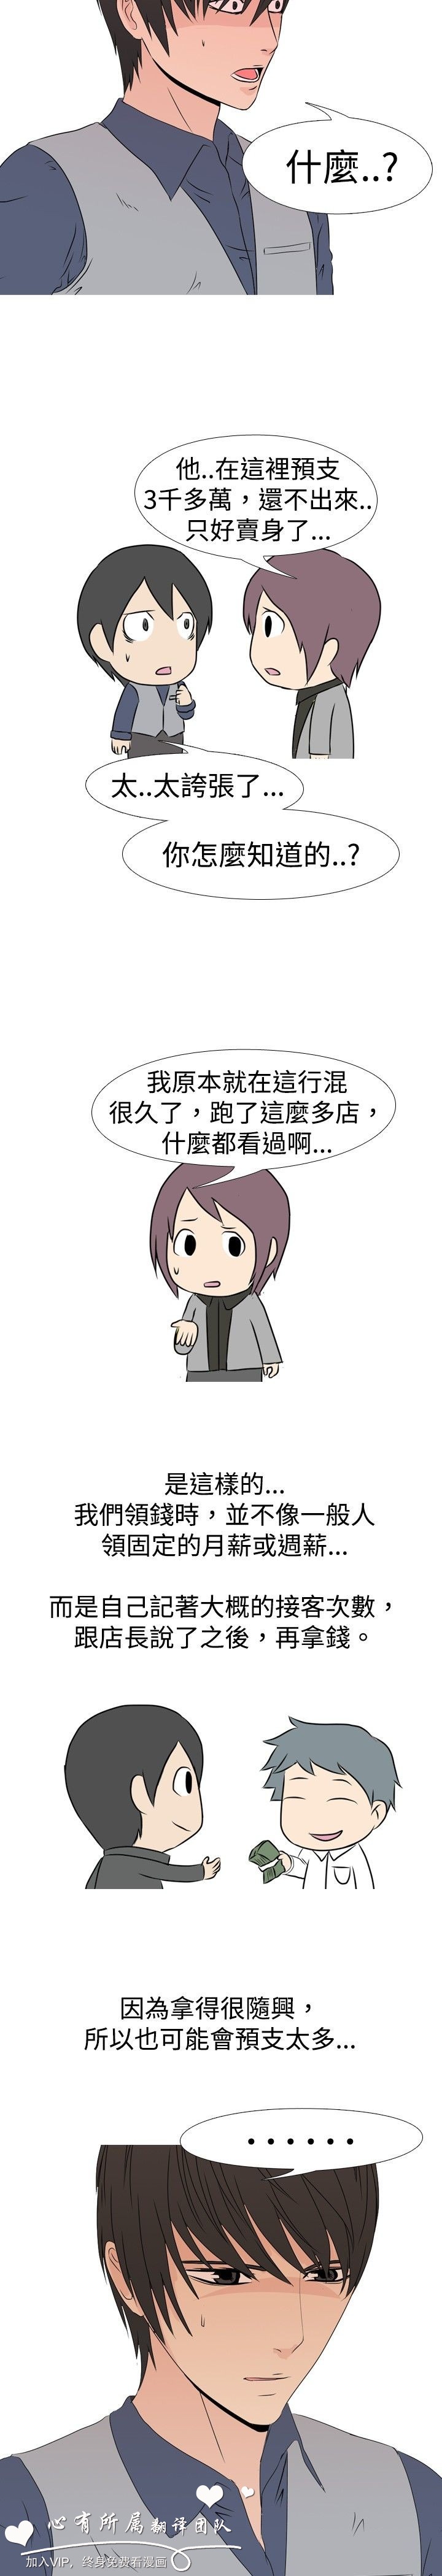 什麼..?
他..在這裡預支
3千多萬，還不出來..
只好賣身了...
太..太誇張了...
你怎麼知道的..?
我原本就在這行混
很久了，跑了這麼多店，
什麼都看過啊...
是這樣的...
我們領錢時，並不像一般人
領固定的月薪或週薪...
而是自己記著大概的接客次數，
跟店長說了之後，再拿錢。
因為拿得很隨興，
所以也可能會預支太多...
······
心有所属翻译团队
加入VIP，终身免费看漫画